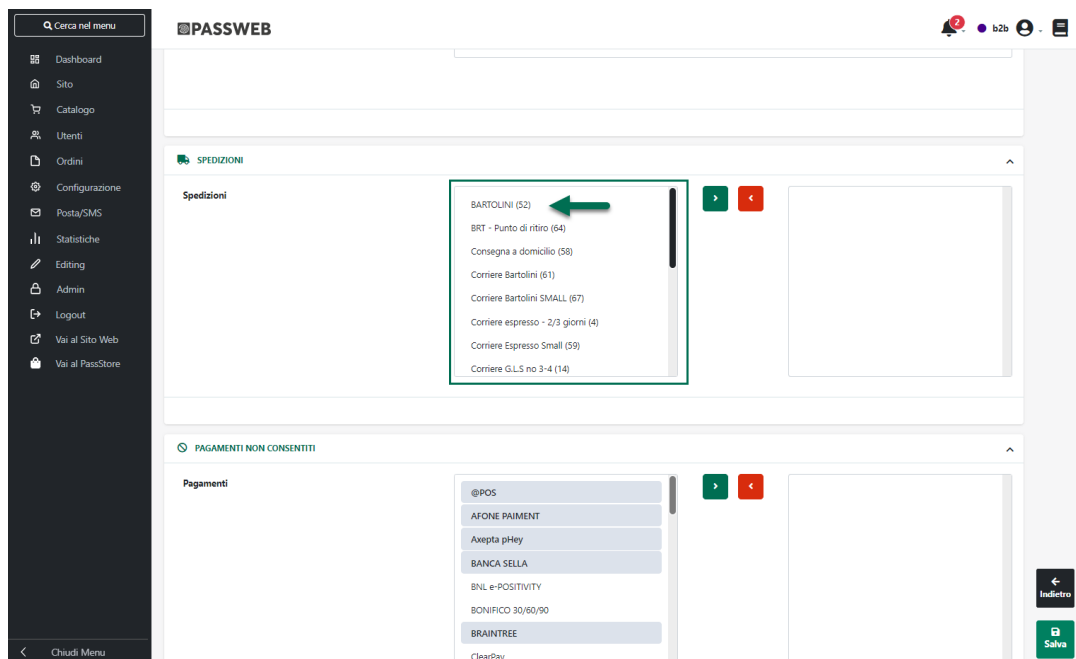 Cerca nel menu
PASSWEB
2
b2b
Dashboard
Sito
Catalogo
Utenti
Ordini
Configurazione
Posta/SMS
Statistiche
Editing
Admin
Logout
Vai al Sito Web
Vai al PassStore
Chiudi Menu
SPEDIZIONI
Spedizioni
BARTOLINI (52)
BRT - Punto di ritiro (64)
Consegna a domicilio (58)
Corriere Bartolini (61)
Corriere Bartolini SMALL (67)
Corriere espresso - 2/3 giorni (4)
Corriere Espresso Small (59)
Corriere G.L.S no 3-4 (14)
PAGAMENTI NON CONSENTITI
Pagamenti
@POS
AFONE PAIMENT
Axepta pHey
BANCA SELLA
BNL e-POSITIVITY
BONIFICO 30/60/90
BRAINTREE
ClearPay
Indietro
Salva